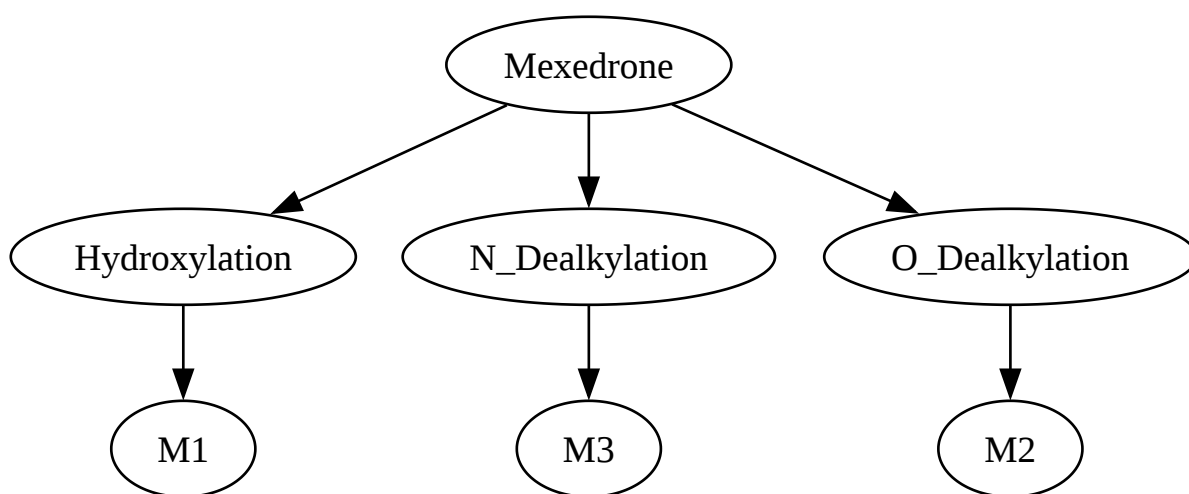 Mexedrone
Hydroxylation
N_Dealkylation
O_Dealkylation
M1
M3
M2